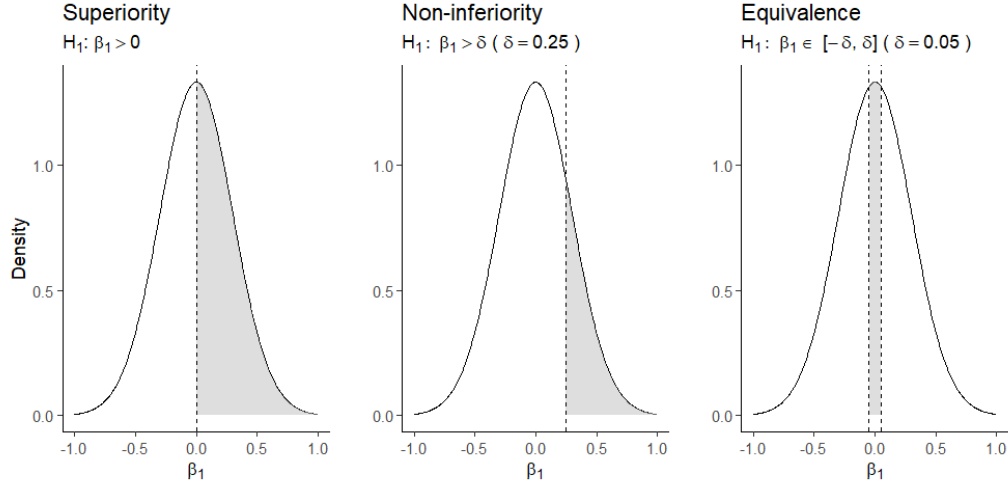 Superiority
H₁: β₁ > 0
Density
1.0
0.5
0.0
-1.0 -0.5 0.0 0.5 1.0
β₁
Non-inferiority
H₁: β₁ > δ ( δ = 0.25 )
1.0
0.5
0.0
-1.0 -0.5 0.0 0.5 1.0
β₁
Equivalence
H₁: β₁ ∈ [− δ, δ] ( δ = 0.05 )
1.0
0.5
0.0
-1.0 -0.5 0.0 0.5 1.0
β₁